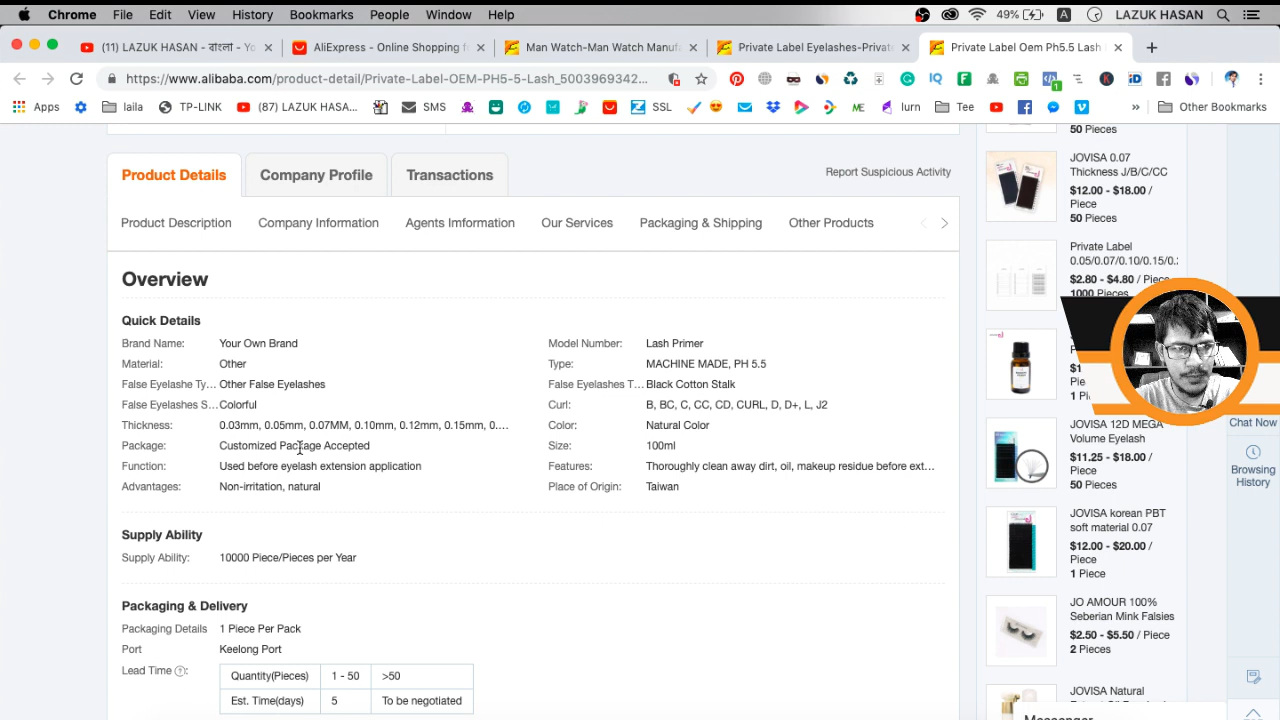 Chrome File Edit View History Bookmarks People Window Help 49% A LAZUK HASAN
(11) LAZUK HASAN - বাংলা - Yo
AliExpress - Online Shopping f
Man Watch-Man Watch Manufa
Private Label Eyelashes-Privat
Private Label Oem Ph5.5 Lash
https://www.alibaba.com/product-detail/Private-Label-OEM-PH5-5-Lash_5003969342...
Apps laila TP-LINK (87) LAZUK HASA... SMS SSL lurn Tee Other Bookmarks
Product Details Company Profile Transactions Report Suspicious Activity
Product Description Company Information Agents Imformation Our Services Packaging & Shipping Other Products
Overview
Quick Details
Brand Name: Your Own Brand Model Number: Lash Primer
Material: Other Type: MACHINE MADE, PH 5.5
False Eyelashe Ty... Other False Eyelashes False Eyelashes T... Black Cotton Stalk
False Eyelashes S... Colorful Curl: B, BC, C, CC, CD, CURL, D, D+, L, J2
Thickness: 0.03mm, 0.05mm, 0.07MM, 0.10mm, 0.12mm, 0.15mm, 0.... Color: Natural Color
Package: Customized Package Accepted Size: 100ml
Function: Used before eyelash extension application Features: Thoroughly clean away dirt, oil, makeup residue before ext...
Advantages: Non-irritation, natural Place of Origin: Taiwan
Supply Ability
Supply Ability: 10000 Piece/Pieces per Year
Packaging & Delivery
Packaging Details 1 Piece Per Pack
Port Keelong Port
Lead Time ? :
Quantity(Pieces) 1 - 50 >50
Est. Time(days) 5 To be negotiated
50 Pieces
JOVISA 0.07
Thickness J/B/C/CC
$12.00 - $18.00 /
Piece
50 Pieces
Private Label
0.05/0.07/0.10/0.15/0.:
$2.80 - $4.80 / Piece
1000 Pieces
$1
Pie
1 Pi
JOVISA 12D MEGA
Volume Eyelash
$11.25 - $18.00 /
Piece
50 Pieces
JOVISA korean PBT
soft material 0.07
$12.00 - $20.00 /
Piece
1 Piece
JO AMOUR 100%
Seberian Mink Falsies
$2.50 - $5.50 / Piece
2 Pieces
JOVISA Natural
Chat Now
Browsing
History
Messenger